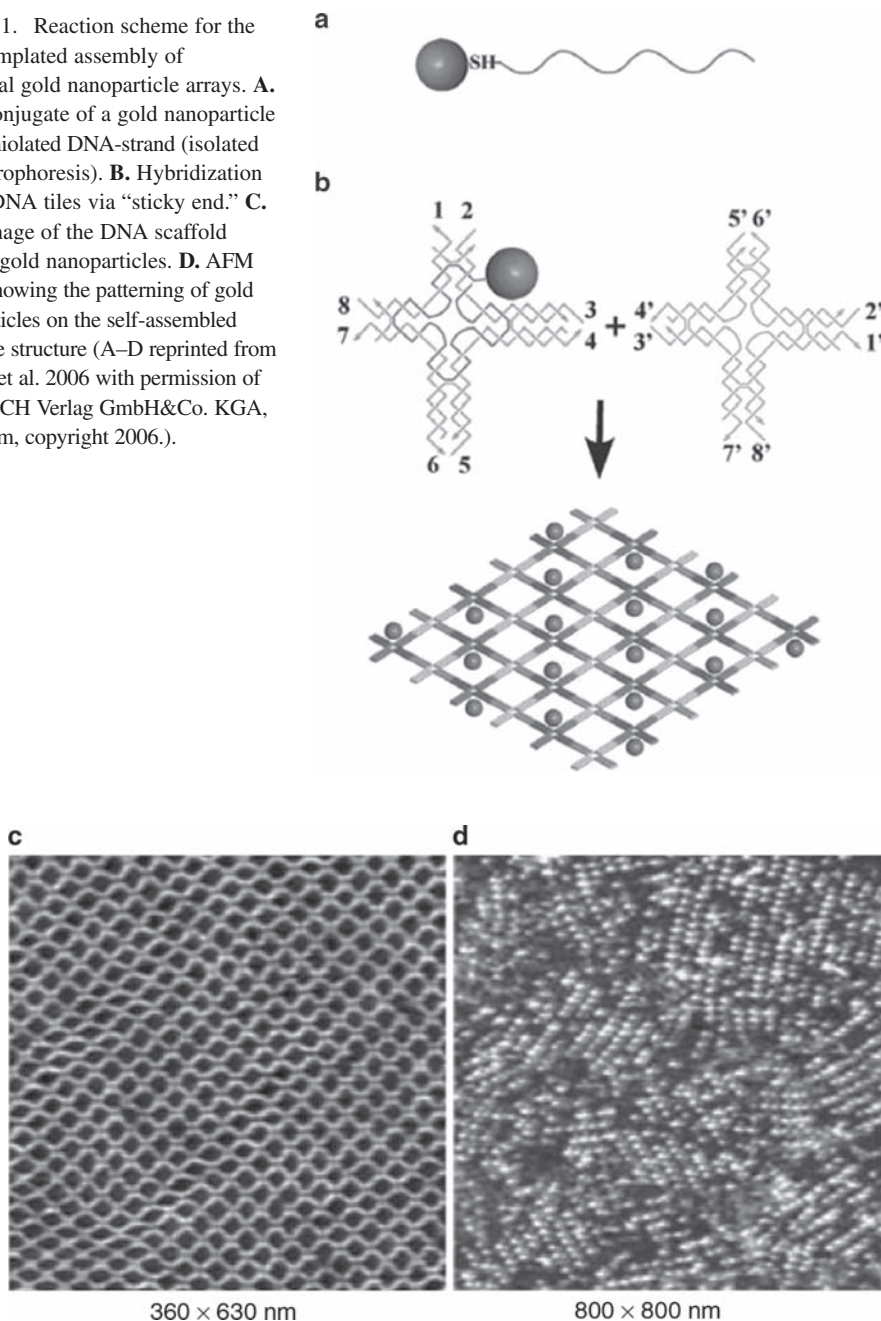 1. Reaction scheme for the
mplated assembly of
al gold nanoparticle arrays. A.
onjugate of a gold nanoparticle
niolated DNA-strand (isolated
rophoresis). B. Hybridization
DNA tiles via “sticky end.” C.
nage of the DNA scaffold
gold nanoparticles. D. AFM
howing the patterning of gold
ticles on the self-assembled
e structure (A–D reprinted from
et al. 2006 with permission of
CH Verlag GmbH&Co. KGA,
m, copyright 2006.).
a
SH
b
1 2
5’ 6’
8
7
3
4
+
4’
3’
2’
1’
6 5
7’ 8’
c
d
360 × 630 nm
800 × 800 nm